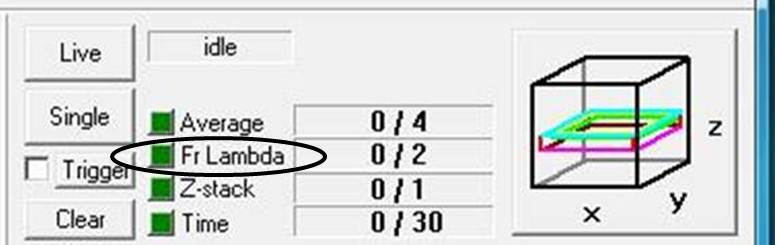 Live
idle
Single
Average 0 / 4
Fr Lambda 0 / 2
Trigger
Z-stack 0 / 1
Clear
Time 0 / 30
z
y
x